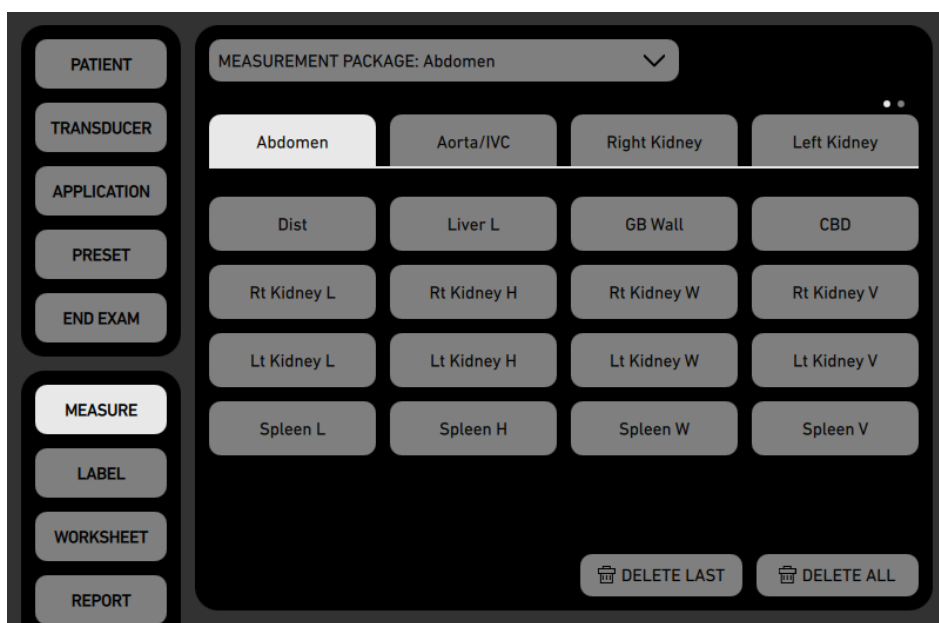 PATIENT
TRANSDUCER
APPLICATION
PRESET
END EXAM
MEASURE
LABEL
WORKSHEET
REPORT
MEASUREMENT PACKAGE: Abdomen
Abdomen Aorta/IVC Right Kidney Left Kidney
Dist Liver L GB Wall CBD
Rt Kidney L Rt Kidney H Rt Kidney W Rt Kidney V
Lt Kidney L Lt Kidney H Lt Kidney W Lt Kidney V
Spleen L Spleen H Spleen W Spleen V
DELETE LAST DELETE ALL